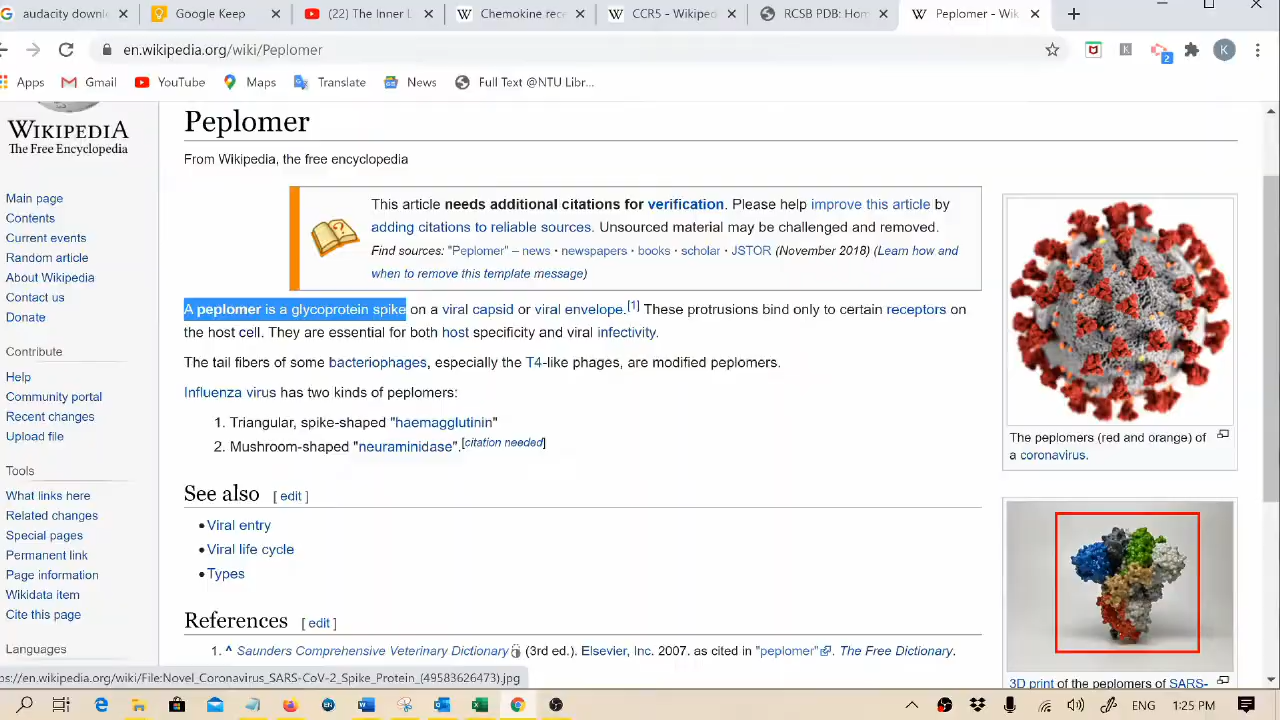 audacity downl
Google Keep
(22) The Inner L
Chemokine rece
CCR5 - Wikiped
RCSB PDB: Hom
Peplomer - Wiki
en.wikipedia.org/wiki/Peplomer
K
2
K
Apps
Gmail
YouTube
Maps
Translate
News
Full Text @NTU Libr...
WIKIPEDIA
The Free Encyclopedia
Main page
Contents
Current events
Random article
About Wikipedia
Contact us
Donate
Contribute
Help
Community portal
Recent changes
Upload file
Tools
What links here
Related changes
Special pages
Permanent link
Page information
Wikidata item
Cite this page
Languages
Peplomer
From Wikipedia, the free encyclopedia
This article needs additional citations for verification. Please help improve this article by
adding citations to reliable sources. Unsourced material may be challenged and removed.
Find sources: "Peplomer" – news · newspapers · books · scholar · JSTOR (November 2018) (Learn how and
when to remove this template message)
A peplomer is a glycoprotein spike on a viral capsid or viral envelope.[1] These protrusions bind only to certain receptors on
the host cell. They are essential for both host specificity and viral infectivity.
The tail fibers of some bacteriophages, especially the T4-like phages, are modified peplomers.
Influenza virus has two kinds of peplomers:
1. Triangular, spike-shaped "haemagglutinin"
2. Mushroom-shaped "neuraminidase".[citation needed]
See also [ edit ]
Viral entry
Viral life cycle
Types
References [ edit ]
1. ^ Saunders Comprehensive Veterinary Dictionary (3rd ed.). Elsevier, Inc. 2007. as cited in "peplomer". The Free Dictionary.
The peplomers (red and orange) of
a coronavirus.
3D print of the peplomers of SARS-
ps://en.wikipedia.org/wiki/File:Novel_Coronavirus_SARS-CoV-2_Spike_Protein_(49583626473).jpg
ENG
1:25 PM